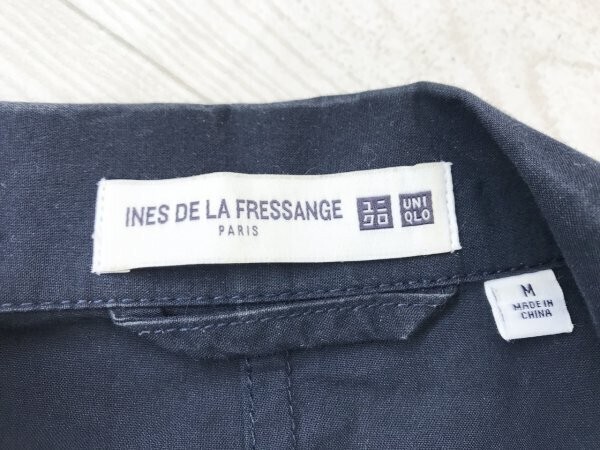 INES DE LA FRESSANGE
PARIS
ユニ
クロ
UNI
QLO
M
MADE IN
CHINA